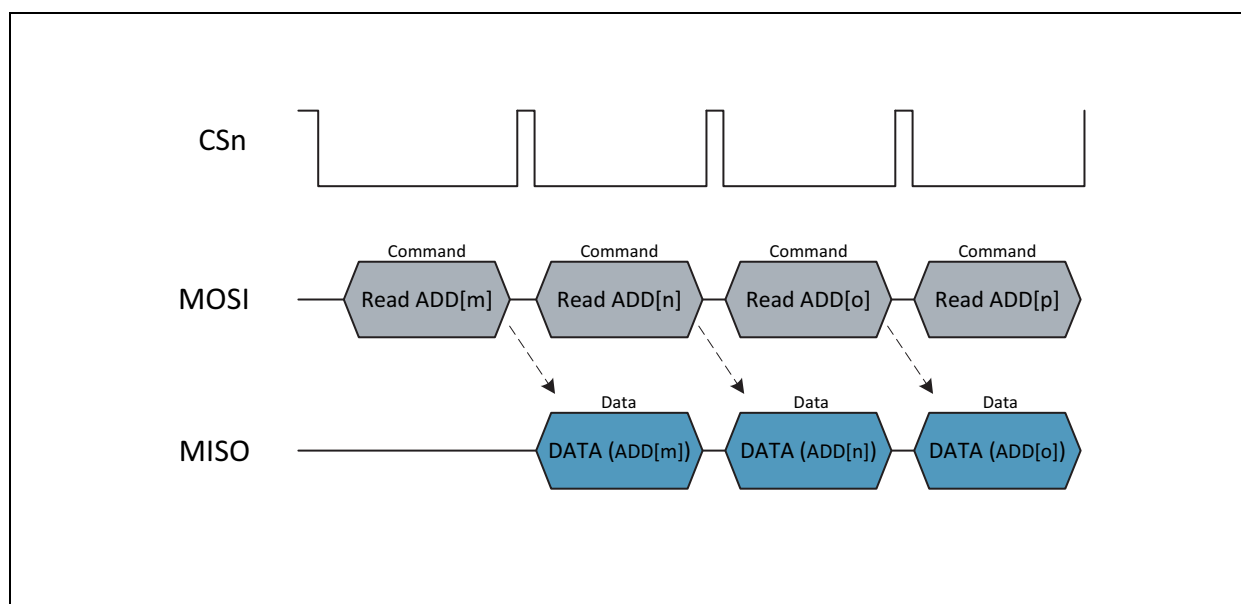 CSn
Command Command Command Command
MOSI Read ADD[m] Read ADD[n] Read ADD[o] Read ADD[p]
Data Data Data
MISO DATA (ADD[m]) DATA (ADD[n]) DATA (ADD[o])